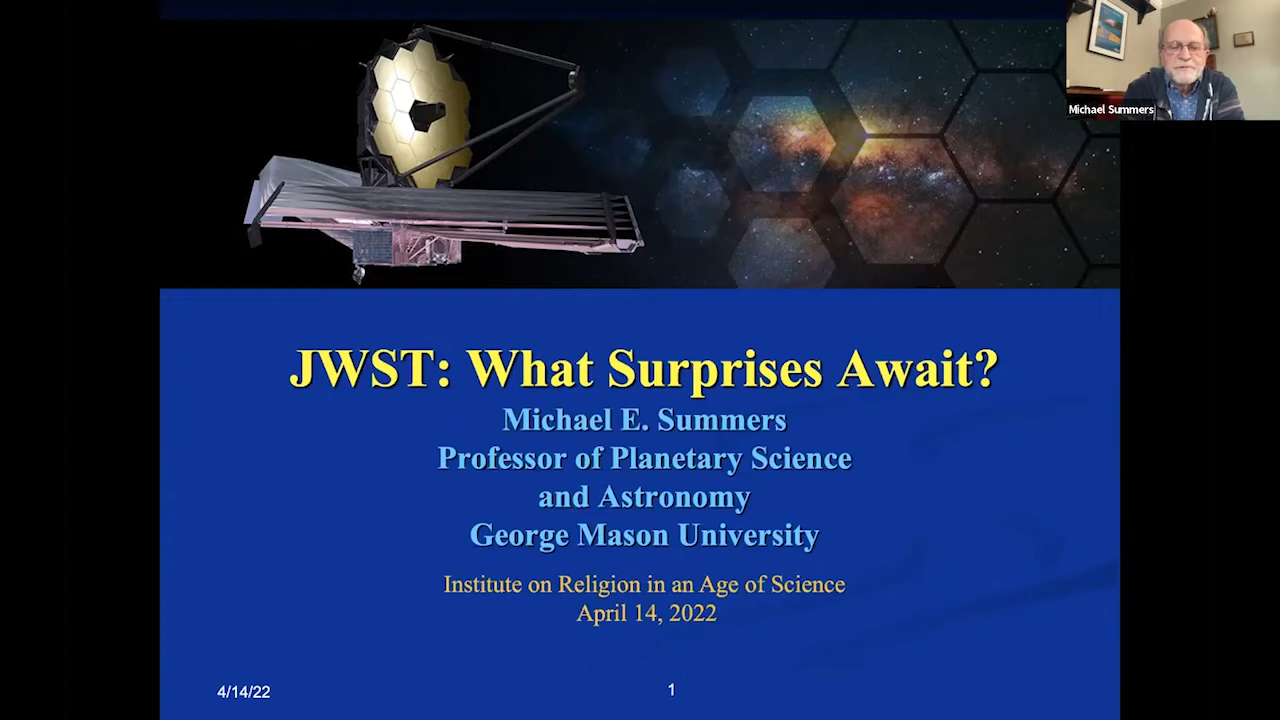 Michael Summers
JWST: What Surprises Await?
Michael E. Summers
Professor of Planetary Science
and Astronomy
George Mason University
Institute on Religion in an Age of Science
April 14, 2022
4/14/22
1